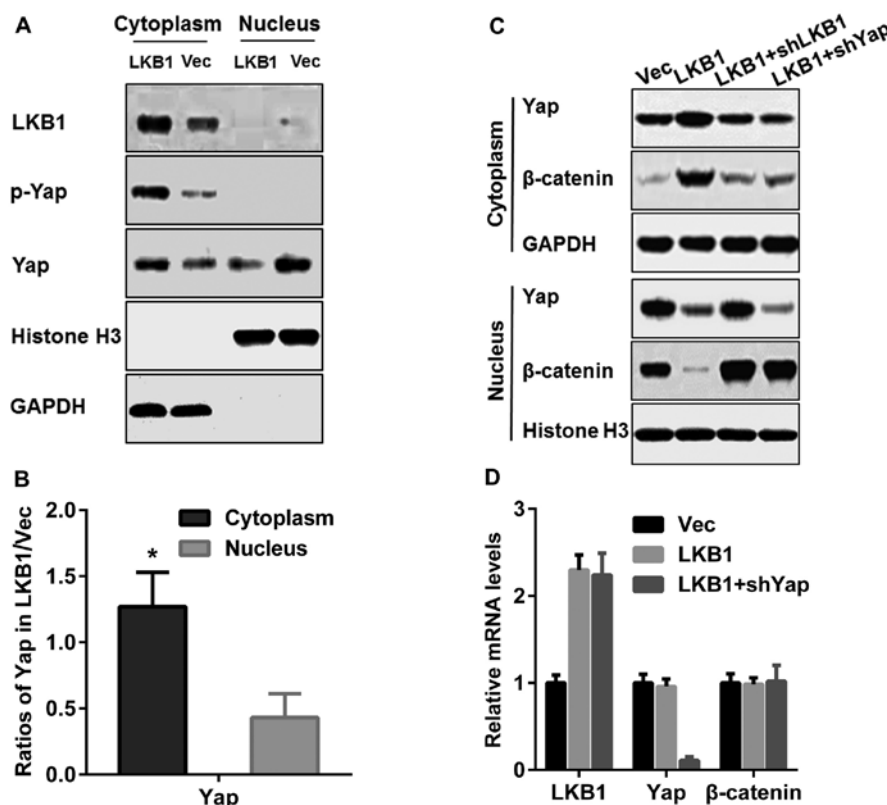 A
Cytoplasm Nucleus
LKB1 Vec LKB1 Vec
LKB1
p-Yap
Yap
Histone H3
GAPDH
B
Ratios of Yap in LKB1/Vec
2.0
1.5
1.0
0.5
0.0
*
Cytoplasm
Nucleus
Yap
C
Vec LKB1 LKB1+shLKB1 LKB1+shYap
Cytoplasm
Yap
β-catenin
GAPDH
Nucleus
Yap
β-catenin
Histone H3
D
Relative mRNA levels
3
2
1
0
Vec
LKB1
LKB1+shYap
LKB1 Yap β-catenin